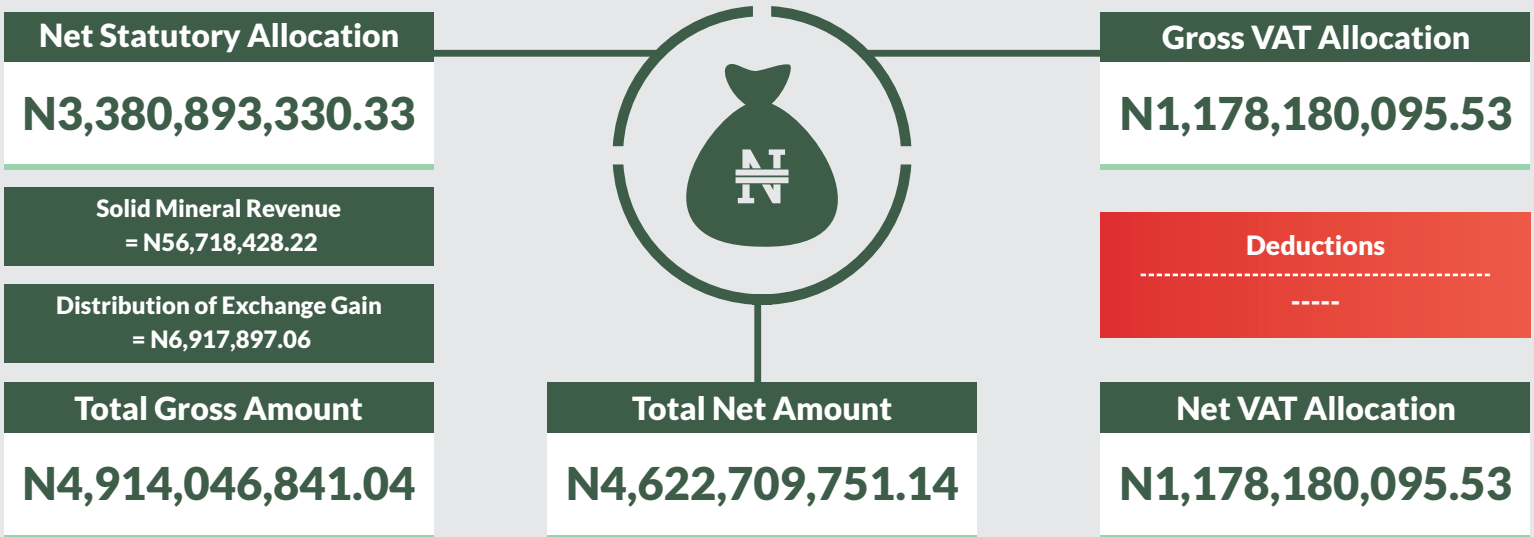 Net Statutory Allocation
N3,380,893,330.33
Solid Mineral Revenue
= N56,718,428.22
Distribution of Exchange Gain
= N6,917,897.06
Total Gross Amount
N4,914,046,841.04
N
Total Net Amount
N4,622,709,751.14
Gross VAT Allocation
N1,178,180,095.53
Deductions
-----
Net VAT Allocation
N1,178,180,095.53